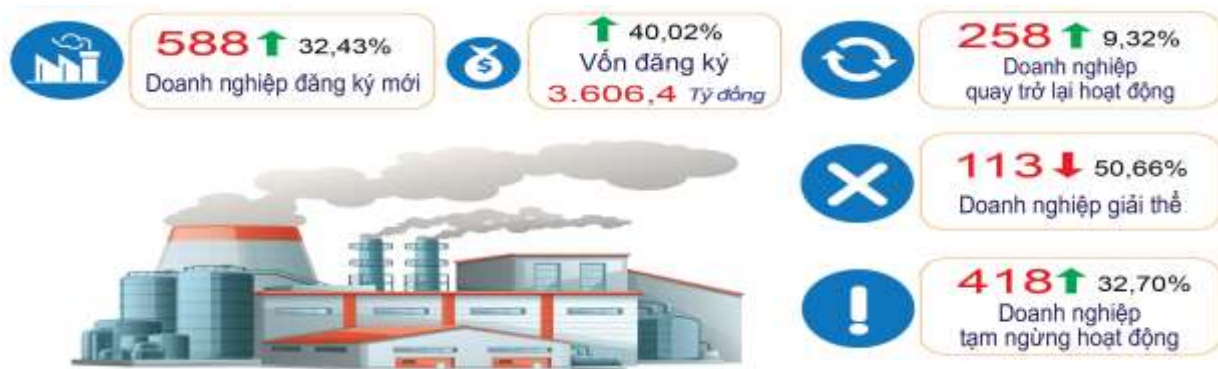 588 32,43%
Doanh nghiệp đăng ký mới
40,02%
Vốn đăng ký
3.606,4 Tỷ đồng
258 9,32%
Doanh nghiệp
quay trở lại hoạt động
113 50,66%
Doanh nghiệp giải thể
418 32,70%
Doanh nghiệp
tạm ngừng hoạt động